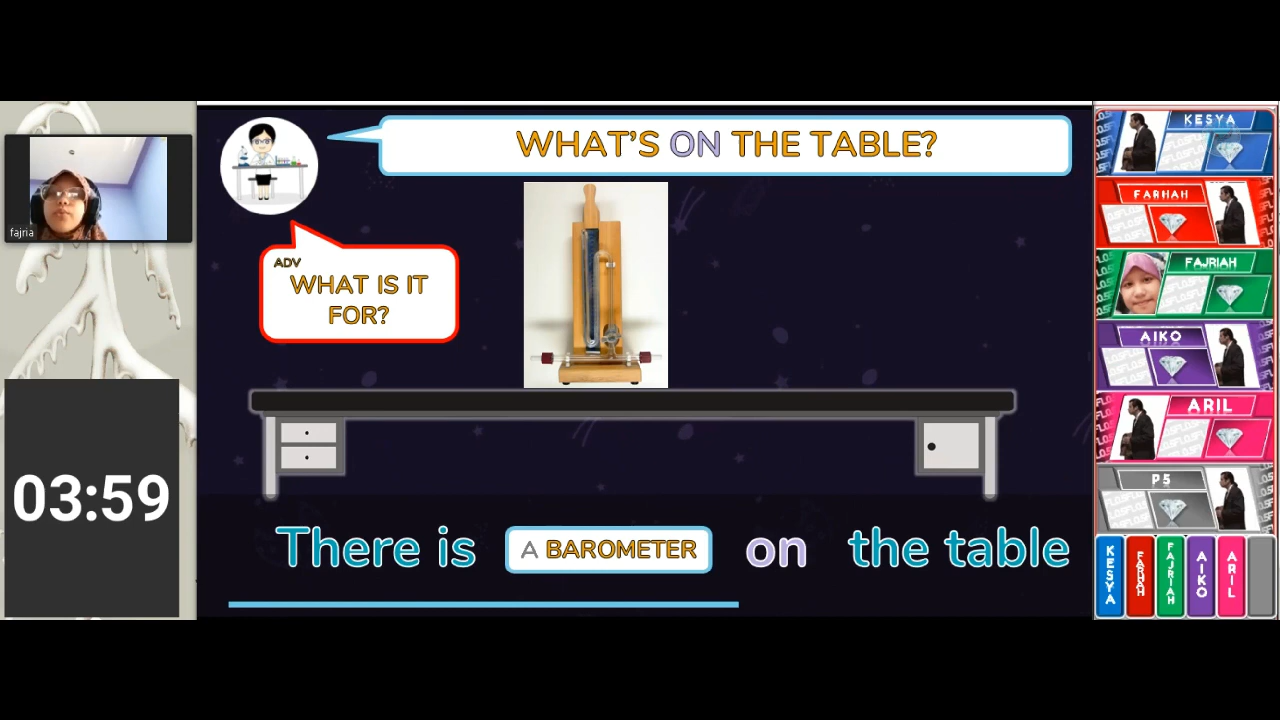 WHAT'S ON THE TABLE?
ADV
WHAT IS IT
FOR?
There is A BAROMETER on the table
fajria
03:59
KESYA
FARHAH
FAJRIAH
AIKO
ARIL
P5
KESYA
FARHAH
FAJRIAH
AIKO
ARIL